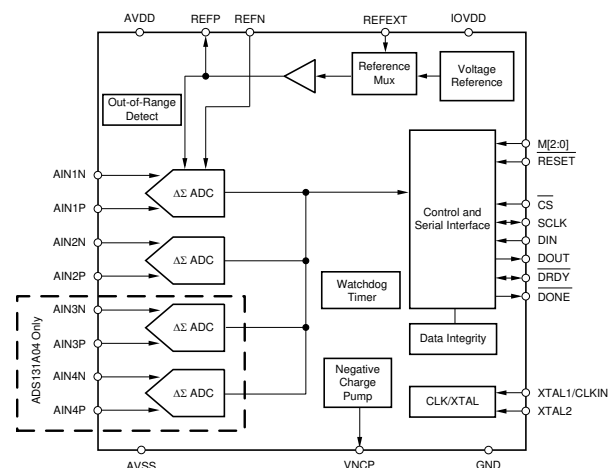 AVDD
REFP
REFN
REFEXT
IOVDD
Reference
Mux
Voltage
Reference
Out-of-Range
Detect
AIN1N
AIN1P
ΔΣ ADC
AIN2N
AIN2P
ΔΣ ADC
ADS131A04 Only
AIN3N
AIN3P
ΔΣ ADC
AIN4N
AIN4P
ΔΣ ADC
Control and
Serial Interface
M[2:0]
RESET
CS
SCLK
DIN
DOUT
DRDY
DONE
Watchdog
Timer
Data Integrity
Negative
Charge
Pump
CLK/XTAL
XTAL1/CLKIN
XTAL2
AVSS
VNCP
GND